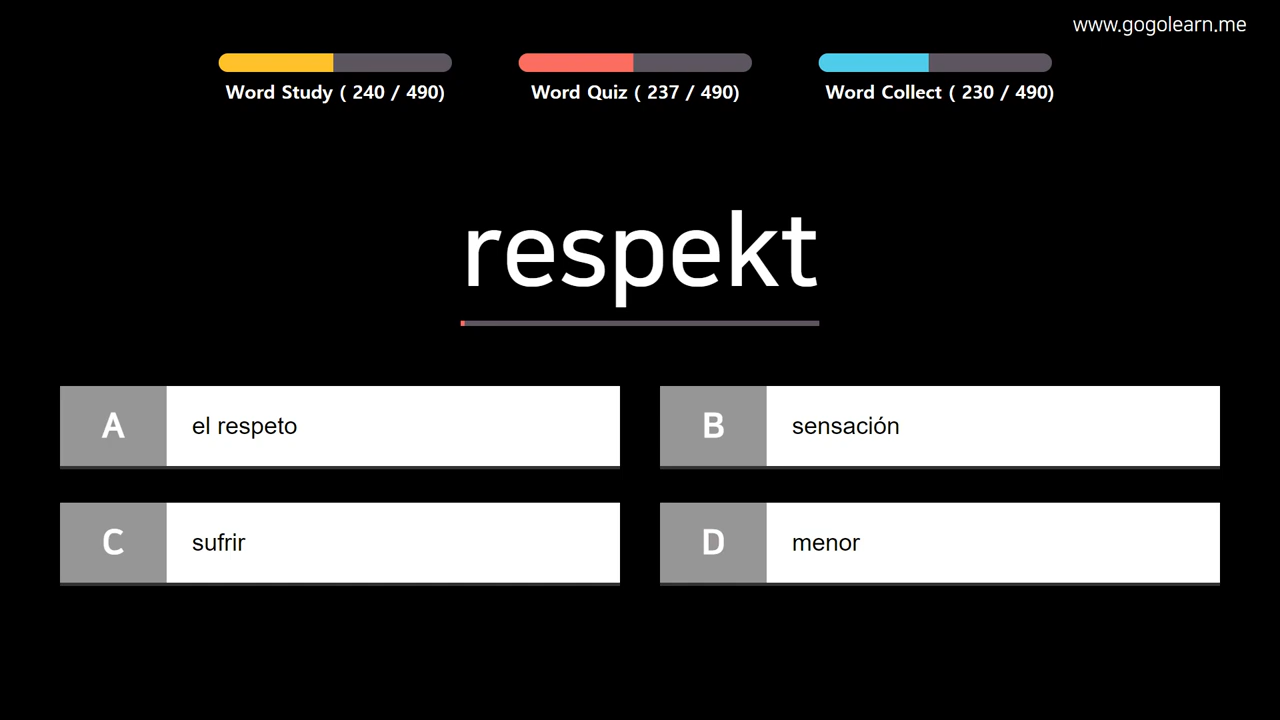 www.gogolearn.me
Word Study ( 240 / 490)
Word Quiz ( 237 / 490)
Word Collect ( 230 / 490)
respekt
A el respeto
B sensación
C sufrir
D menor